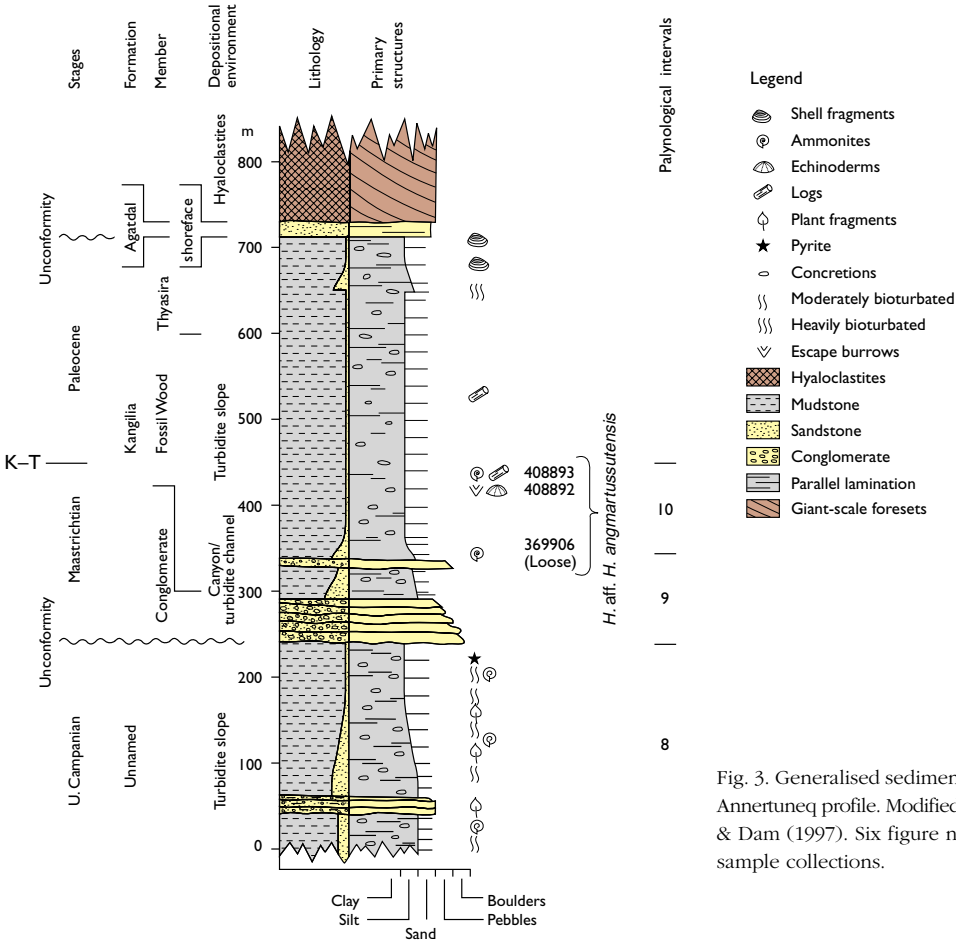 Stages
Formation
Member
Depositional
environment
Lithology
Primary
structures
Palynological intervals
m
800
700
600
500
400
300
200
100
0
Unconformity
Paleocene
K–T
Maastrichtian
Unconformity
U. Campanian
Agatdal
Kangilia
Unnamed
Thyasira
Fossil Wood
Conglomerate
Hyaloclastites
shoreface
Turbidite slope
Canyon/
turbidite channel
Turbidite slope
408893
408892
369906
(Loose)
H. aff. H. angmartussutensis
10
9
8
Clay
Silt
Sand
Boulders
Pebbles
Legend
Shell fragments
Ammonites
Echinoderms
Logs
Plant fragments
Pyrite
Concretions
Moderately bioturbated
Heavily bioturbated
Escape burrows
Hyaloclastites
Mudstone
Sandstone
Conglomerate
Parallel lamination
Giant-scale foresets
Fig. 3. Generalised sedimen
Annertuneq profile. Modified
& Dam (1997). Six figure n
sample collections.